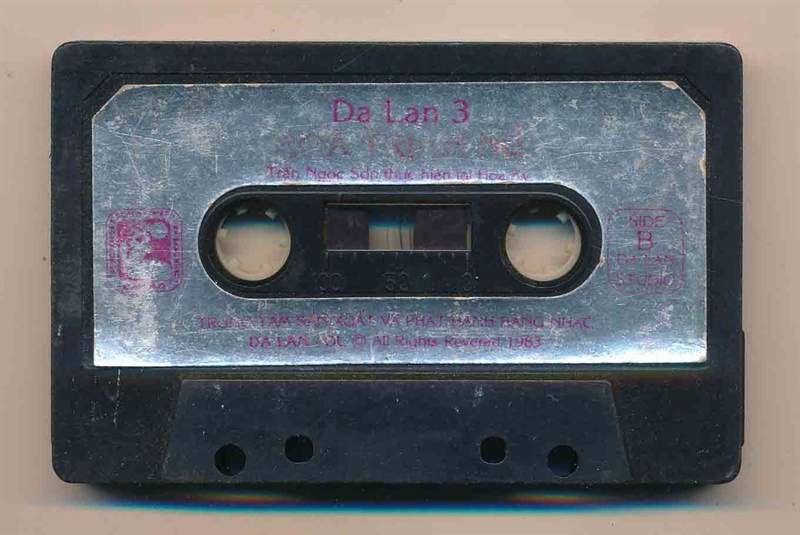 Da Lan 3
Trần Ngọc Sơn thực hiện tại Hoa Kỳ
SIDE
B
DA LAN
STUDIO
TRUNG TÂM SẢN XUẤT VÀ PHÁT HÀNH BĂNG NHẠC
DA LAN © All Rights Revered 1983